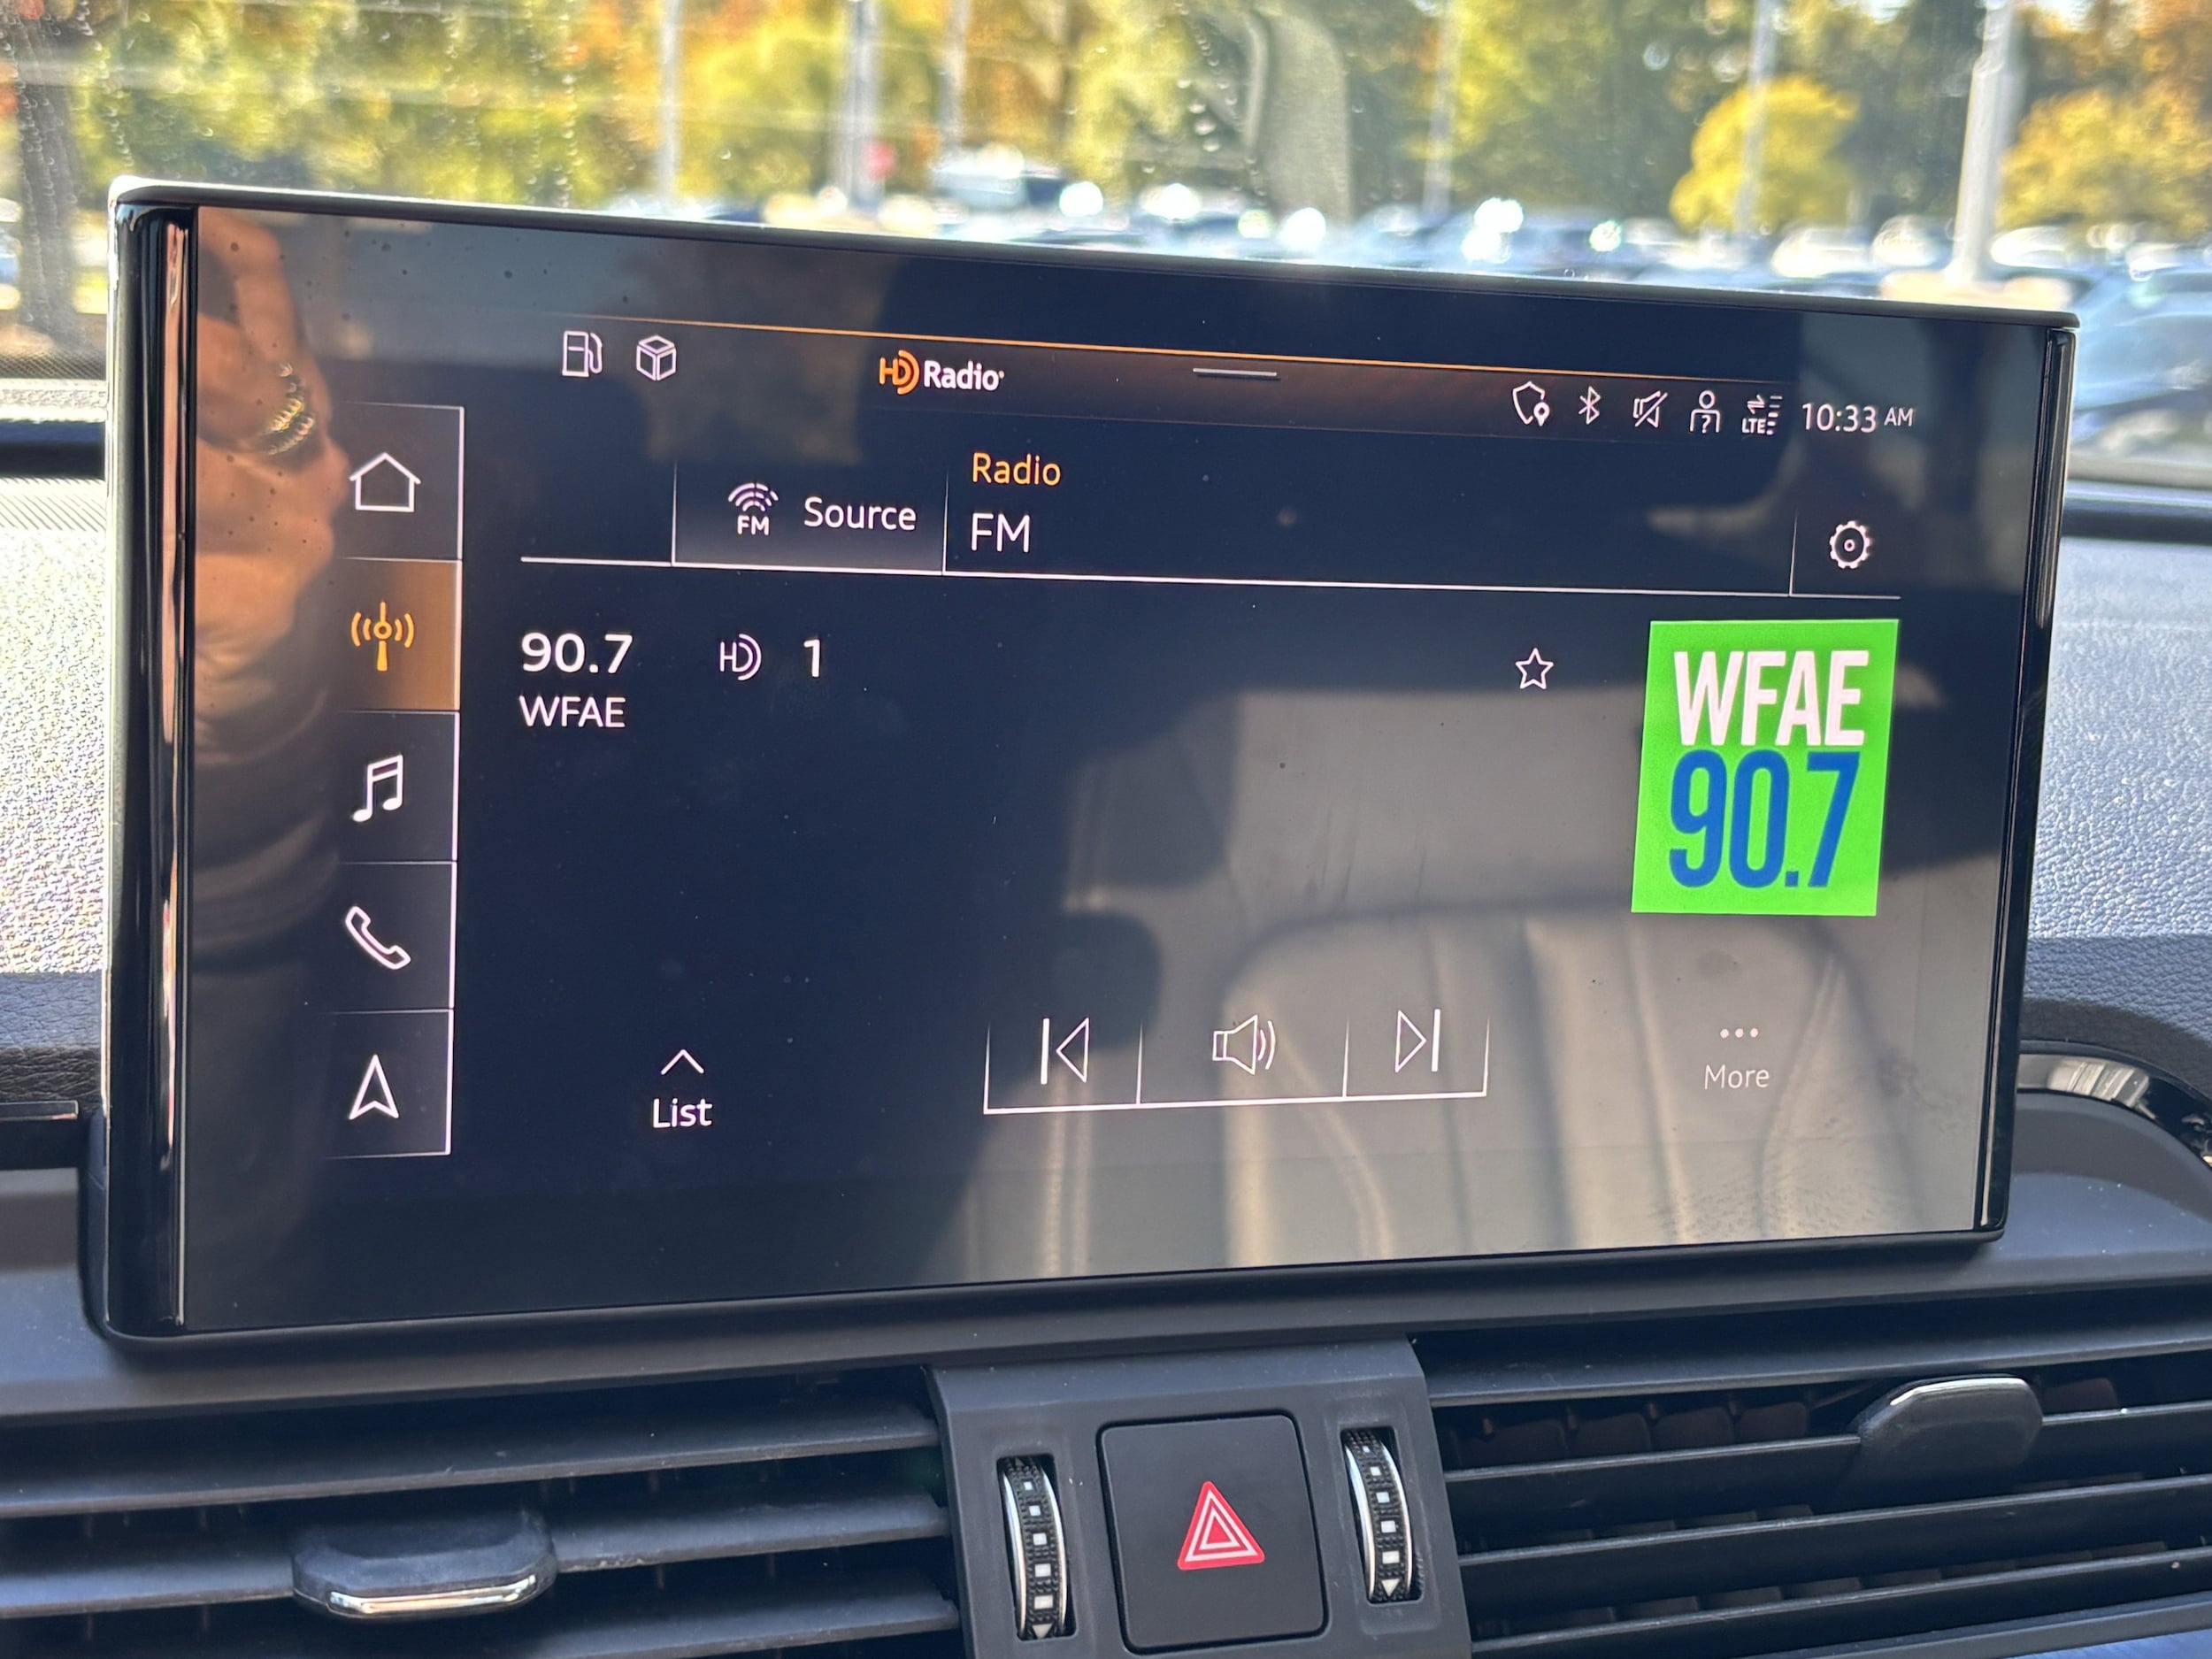 HD Radio
LTE 10:33 AM
FM Source
Radio
FM
90.7 HD 1
WFAE
WFAE
90.7
List
More